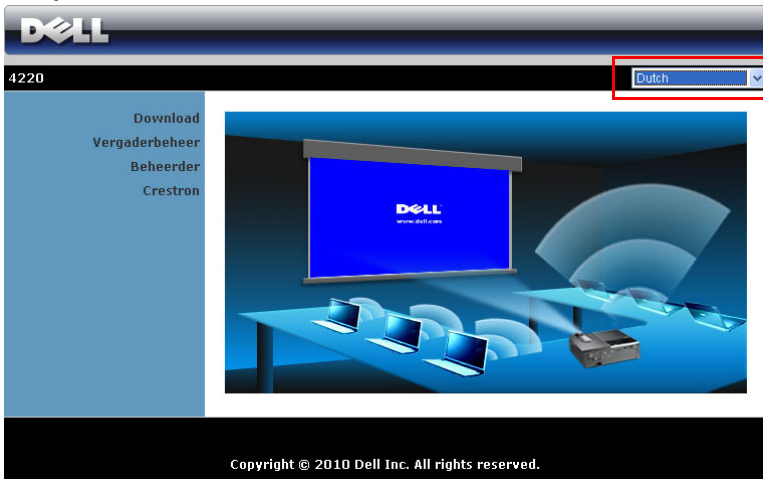 DELL
4220
Dutch
Download
Vergaderbeheer
Beheerder
Crestron
DELL
www.dell.com
Copyright © 2010 Dell Inc. All rights reserved.